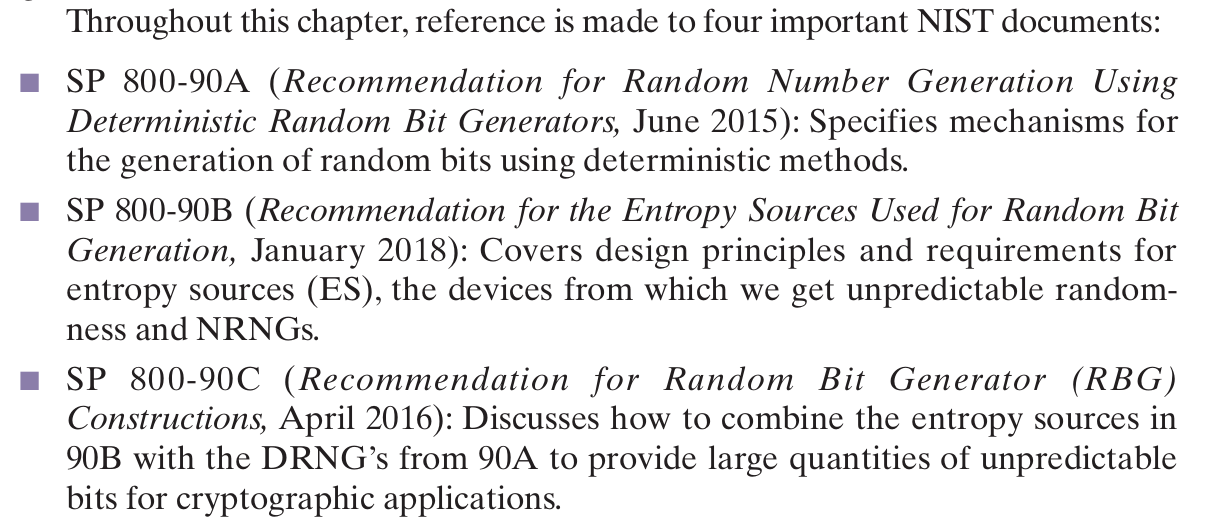 Throughout this chapter, reference is made to four important NIST documents:
■ SP 800-90A (Recommendation for Random Number Generation Using
Deterministic Random Bit Generators, June 2015): Specifies mechanisms for
the generation of random bits using deterministic methods.
■ SP 800-90B (Recommendation for the Entropy Sources Used for Random Bit
Generation, January 2018): Covers design principles and requirements for
entropy sources (ES), the devices from which we get unpredictable random-
ness and NRNGs.
■ SP 800-90C (Recommendation for Random Bit Generator (RBG)
Constructions, April 2016): Discusses how to combine the entropy sources in
90B with the DRNG’s from 90A to provide large quantities of unpredictable
bits for cryptographic applications.